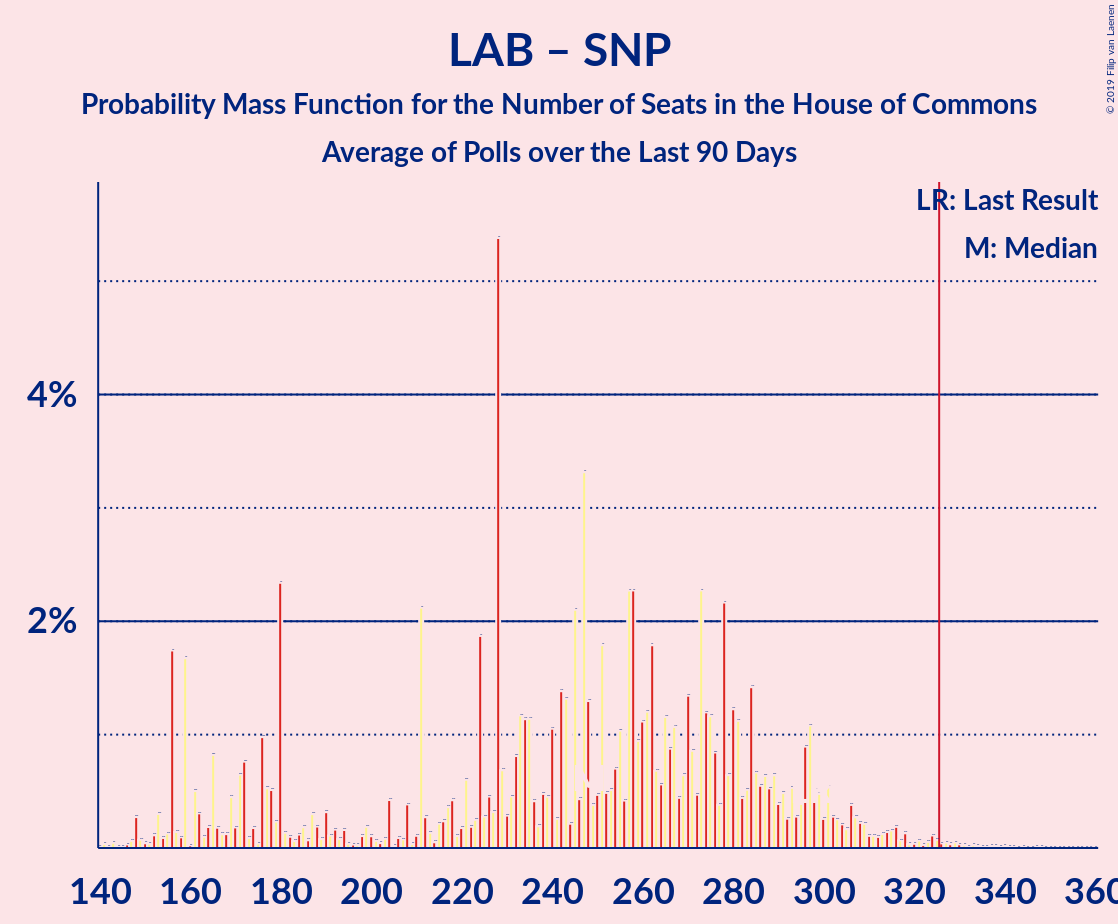 LAB – SNP
Probability Mass Function for the Number of Seats in the House of Commons
Average of Polls over the Last 90 Days
© 2019 Filip van Laenen
LR: Last Result
M: Median
4%
2%
140 160 180 200 220 240 260 280 300 320 340 360